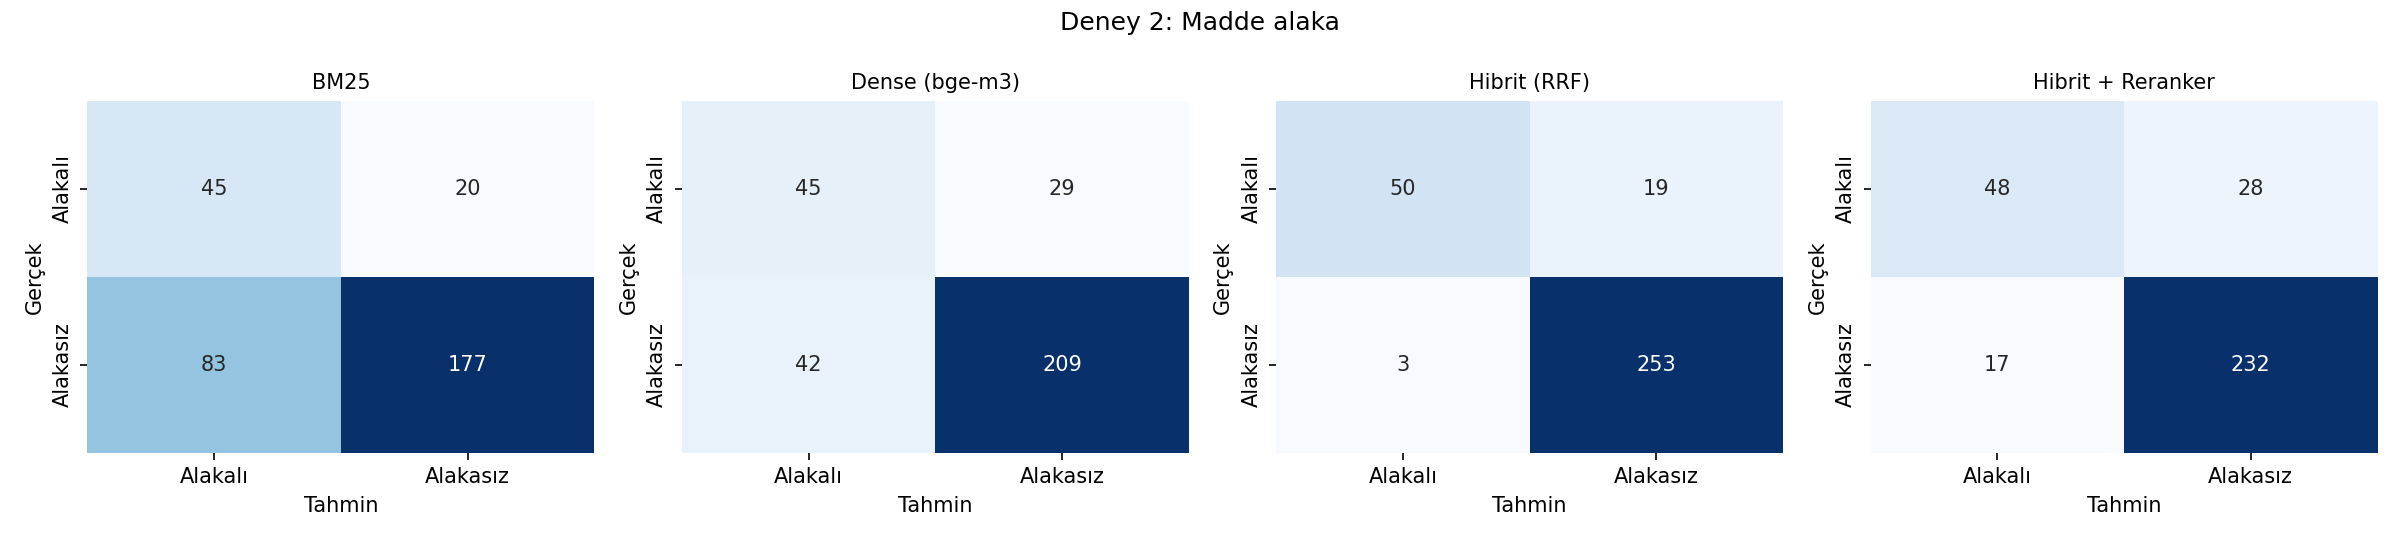 Deney 2: Madde alaka
BM25
Gerçek
Alakalı
Alakasız
45
20
83
177
Alakalı
Alakasız
Tahmin
Dense (bge-m3)
Gerçek
Alakalı
Alakasız
45
29
42
209
Alakalı
Alakasız
Tahmin
Hibrit (RRF)
Gerçek
Alakalı
Alakasız
50
19
3
253
Alakalı
Alakasız
Tahmin
Hibrit + Reranker
Gerçek
Alakalı
Alakasız
48
28
17
232
Alakalı
Alakasız
Tahmin